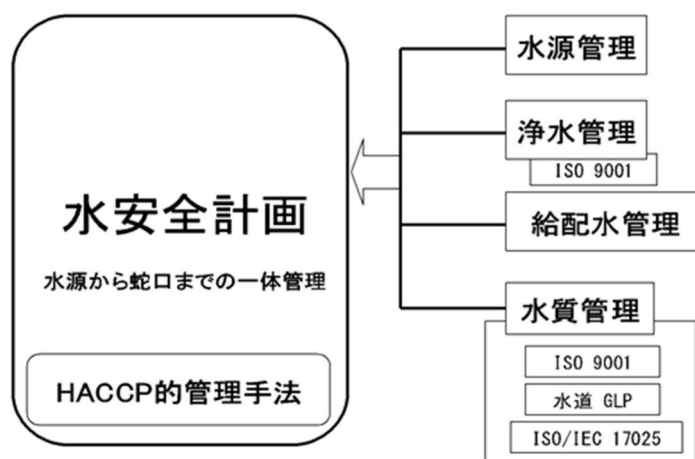 水安全計画
水源から蛇口までの一体管理
HACCP的管理手法
水源管理
浄水管理
ISO 9001
給配水管理
水質管理
ISO 9001
水道 GLP
ISO/IEC 17025